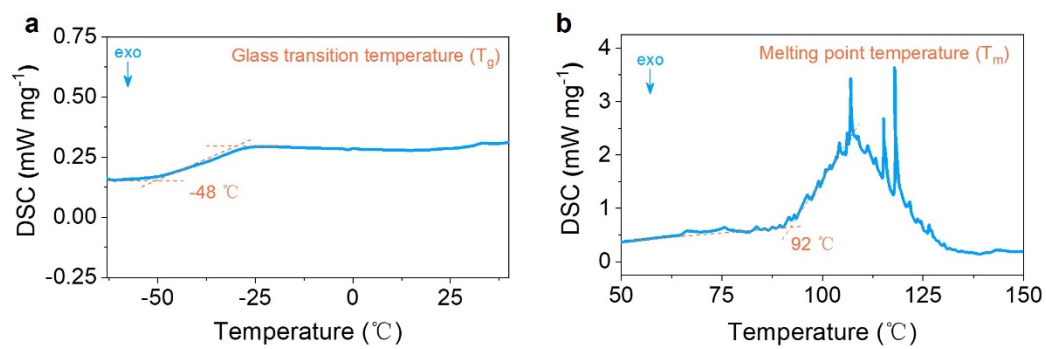 a
exo
Glass transition temperature (Tg)
-48 ℃
0.75
0.50
0.25
0.00
-0.25
DSC (mW mg⁻¹)
-50
-25
0
25
Temperature (℃)
b
exo
Melting point temperature (Tm)
92 ℃
4
3
2
1
0
DSC (mW mg⁻¹)
50
75
100
125
150
Temperature (℃)